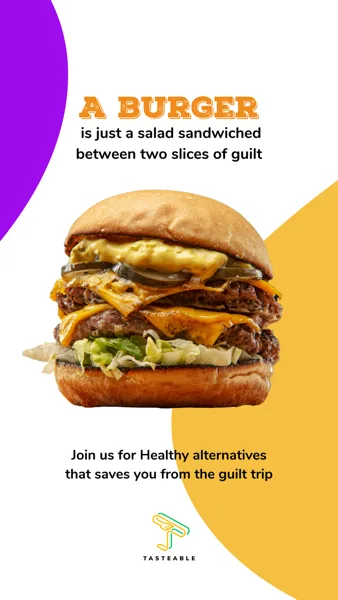 A BURGER
is just a salad sandwiched
between two slices of guilt
Join us for Healthy alternatives
that saves you from the guilt trip
TASTEABLE